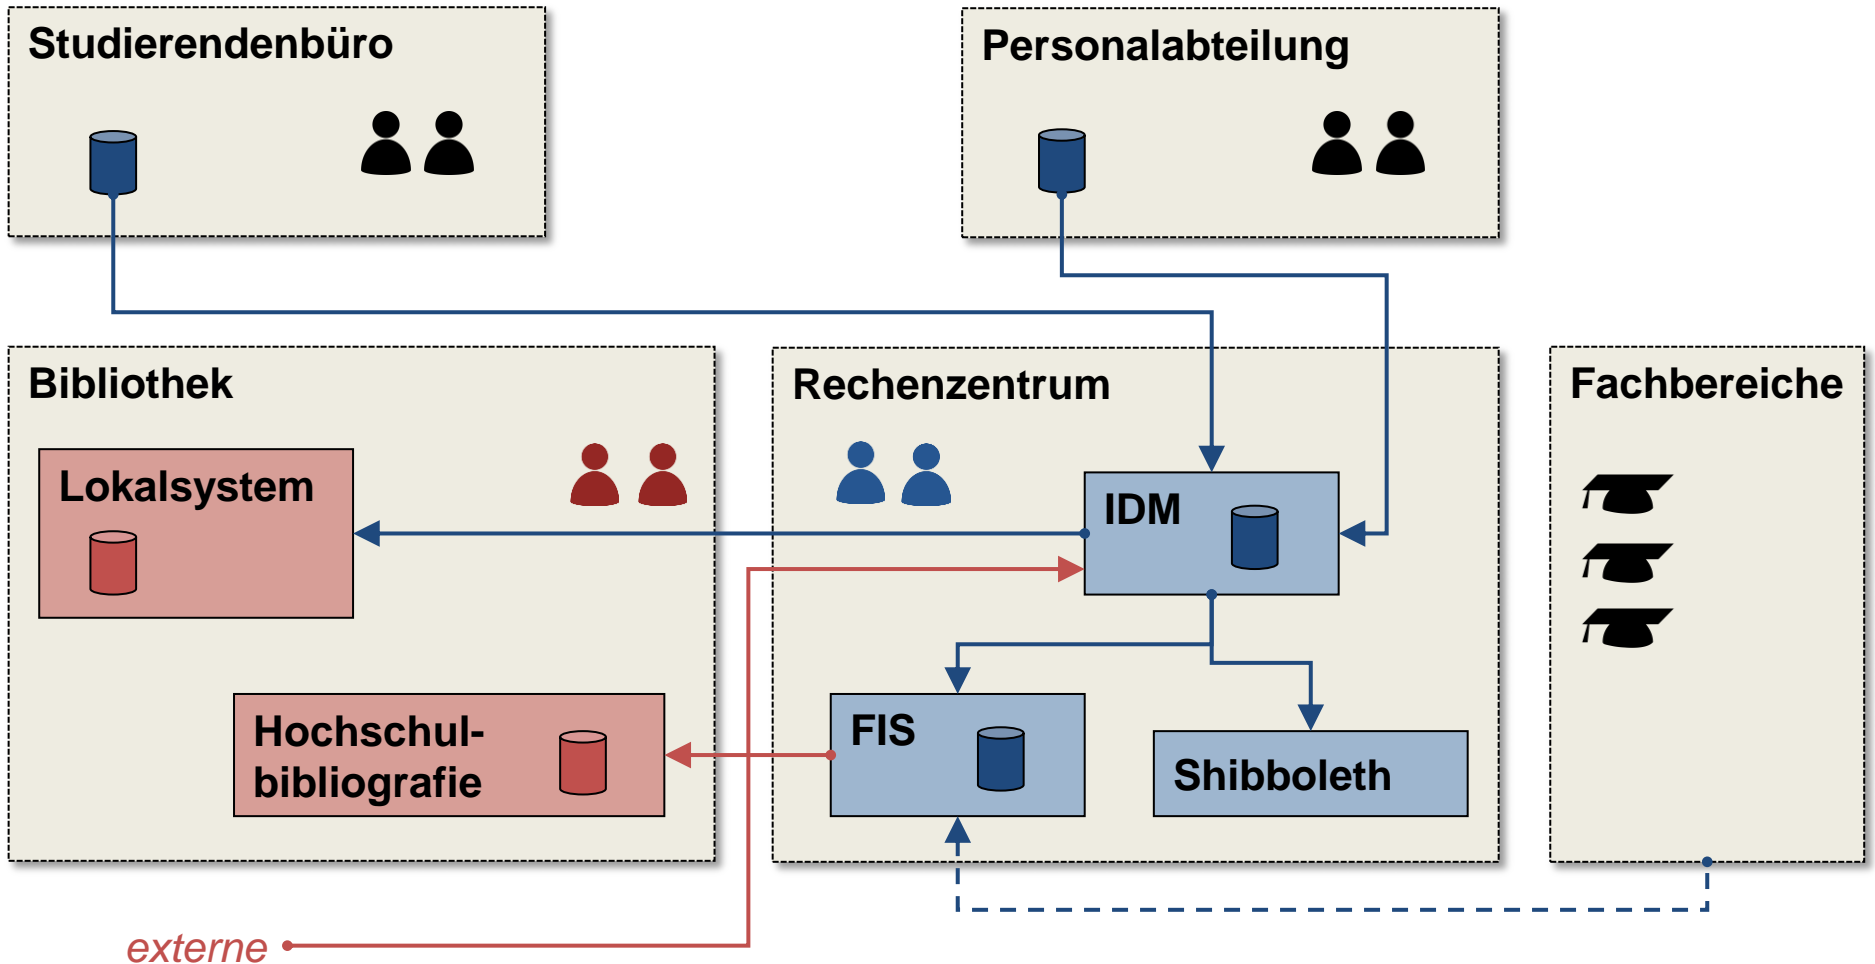 Studierendenbüro
Personalabteilung
Bibliothek
Rechenzentrum
Fachbereiche
Lokalsystem
IDM
Hochschul-
bibliografie
FIS
Shibboleth
externe